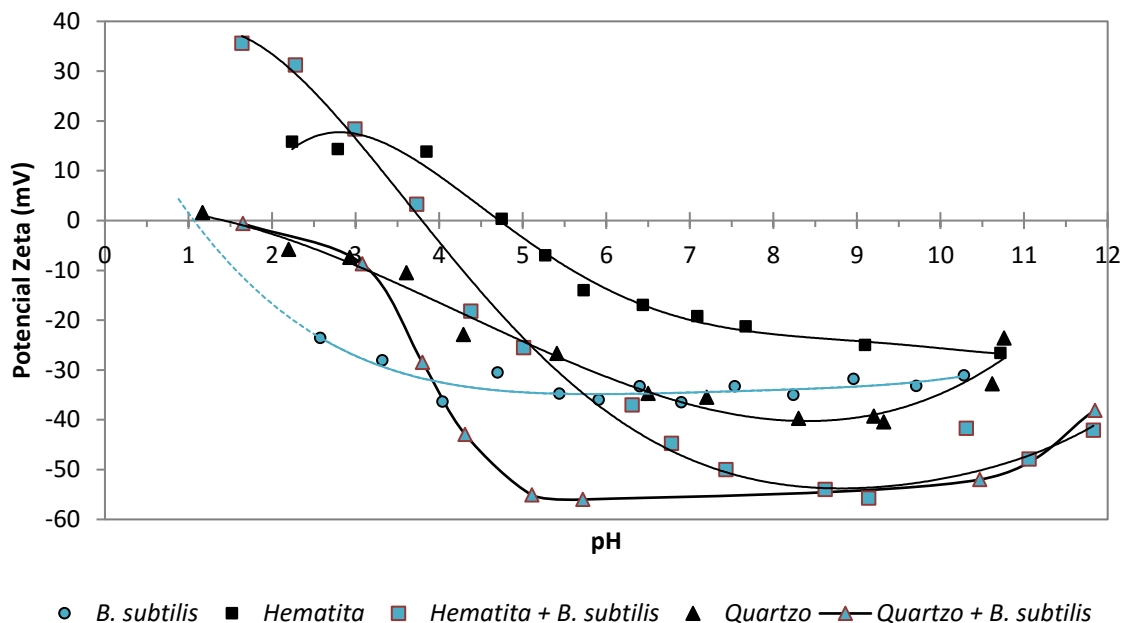 40
30
20
10
0
-10
-20
-30
-40
-50
-60
Potencial Zeta (mV)
0 1 2 3 4 5 6 7 8 9 10 11 12
pH
B. subtilis Hematita Hematita + B. subtilis Quartzo Quartzo + B. subtilis